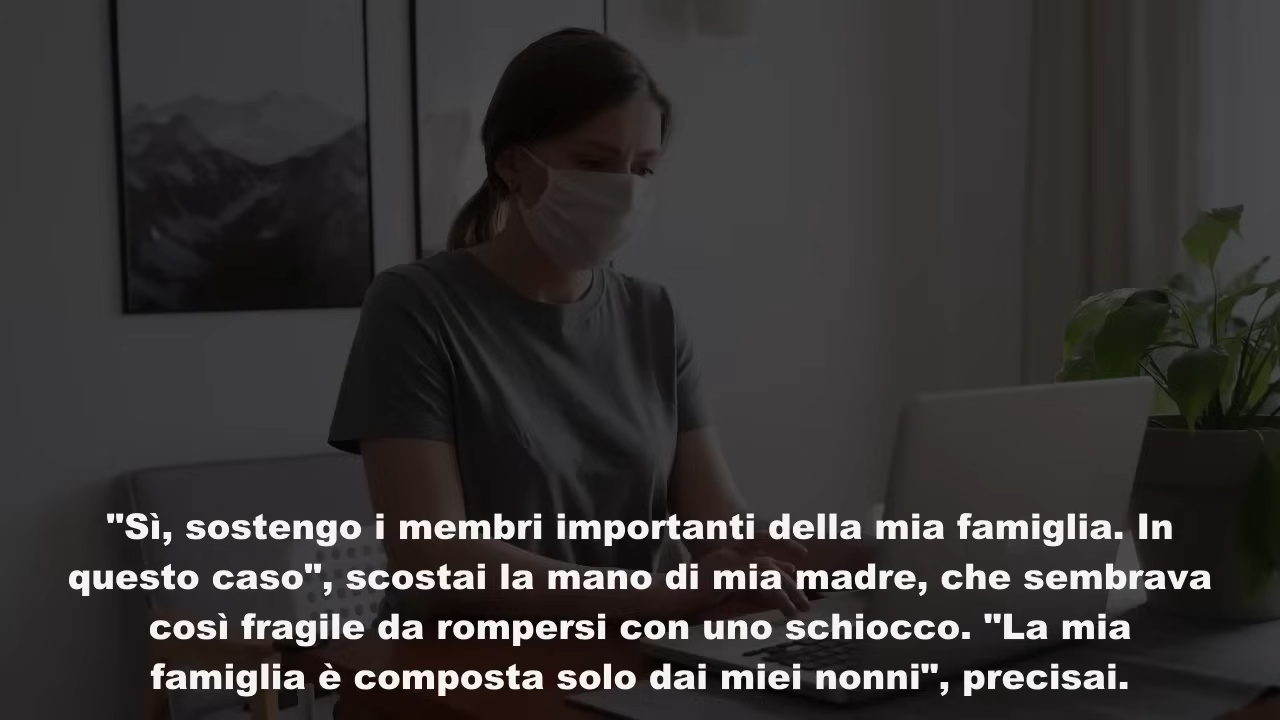 "Sì, sostengo i membri importanti della mia famiglia. In
questo caso", scostai la mano di mia madre, che sembrava
così fragile da rompersi con uno schiocco. "La mia
famiglia è composta solo dai miei nonni", precisai.